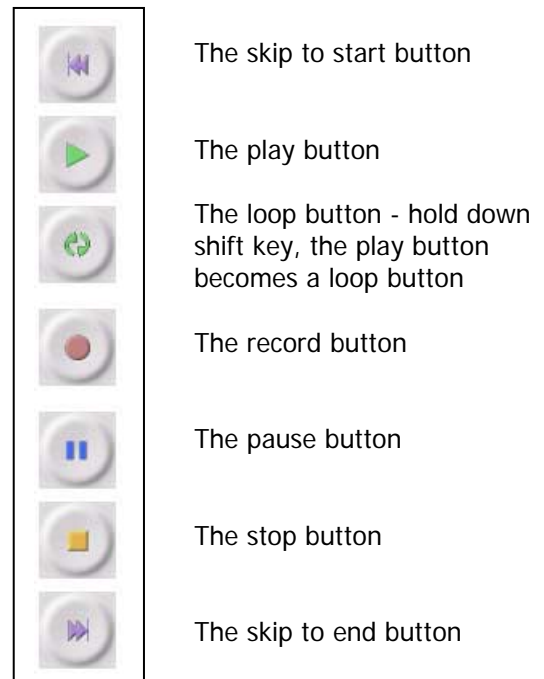 The skip to start button
The play button
The loop button - hold down
shift key, the play button
becomes a loop button
The record button
The pause button
The stop button
The skip to end button